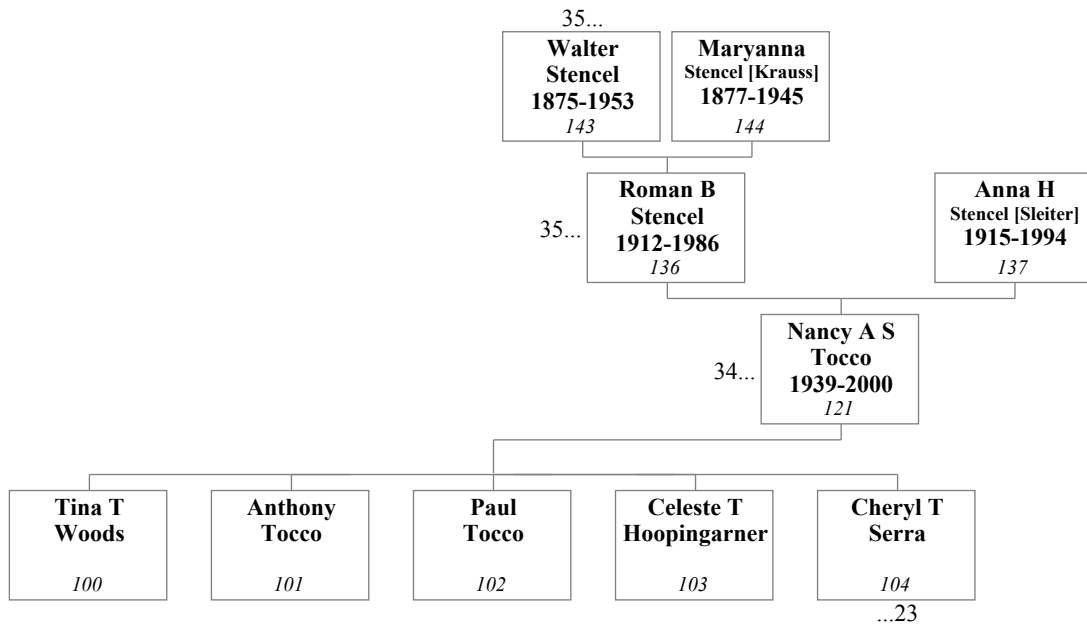 35...
Walter
Stencel
1875-1953
143
Maryanna
Stencel [Krauss]
1877-1945
144
35...
Roman B
Stencel
1912-1986
136
Anna H
Stencel [Sleiter]
1915-1994
137
34...
Nancy A S
Tocco
1939-2000
121
Tina T
Woods
100
Anthony
Tocco
101
Paul
Tocco
102
Celeste T
Hoopingarner
103
Cheryl T
Serra
104
...23